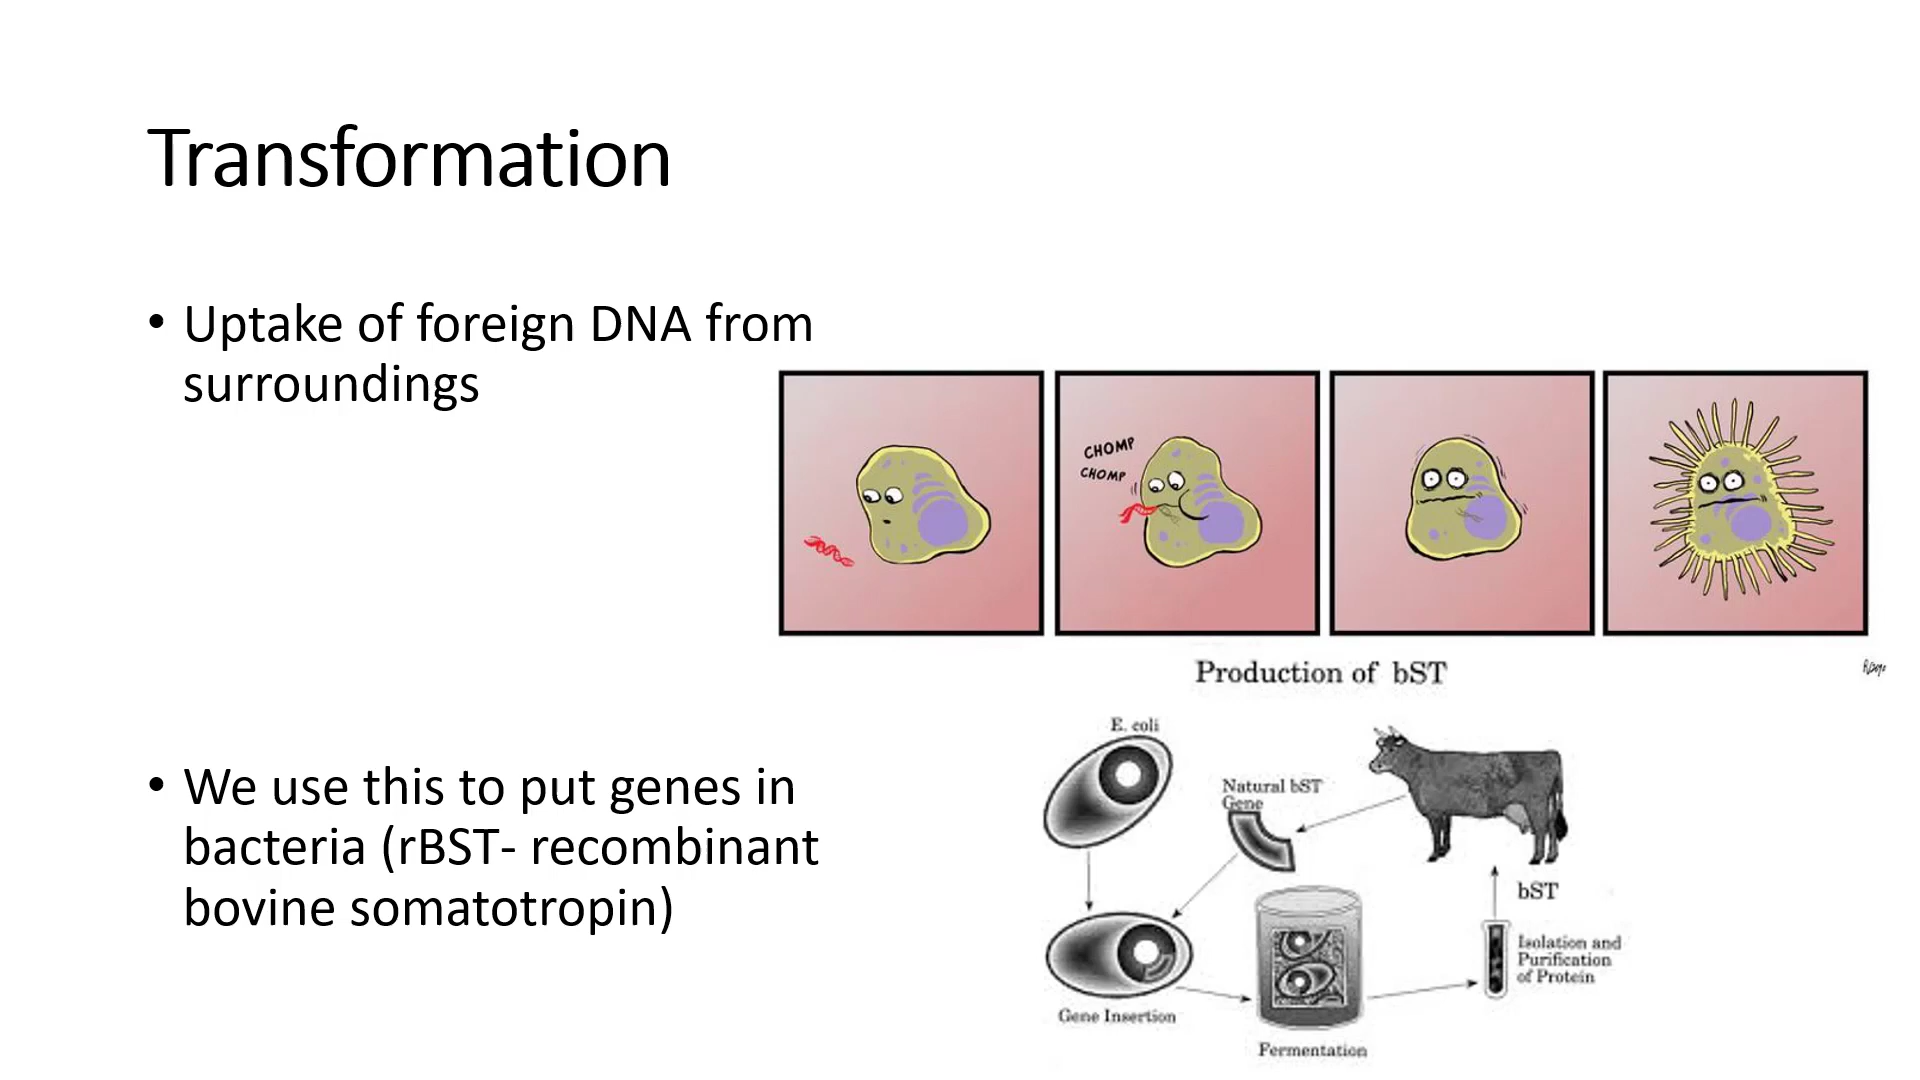 Transformation
• Uptake of foreign DNA from
surroundings
CHOMP
CHOMP
• We use this to put genes in
bacteria (rBST- recombinant
bovine somatotropin)
Production of bST
E. coli
Natural bST
Gene
bST
Isolation and
Purification
of Protein
Gene Insertion
Fermentation